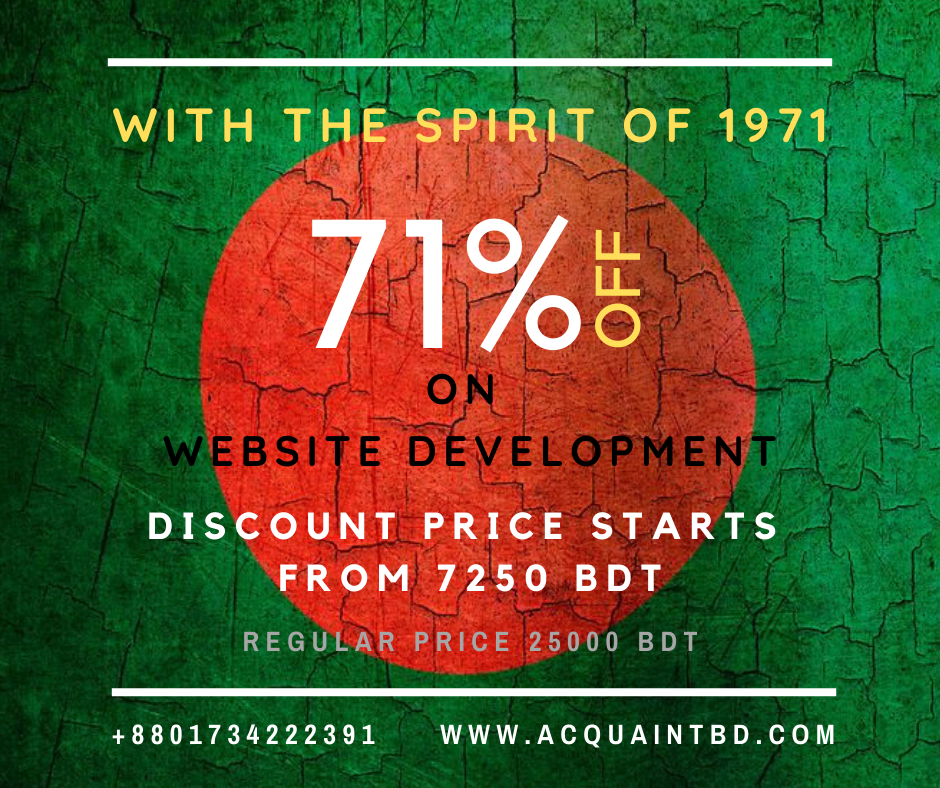 WITH THE SPIRIT OF 1971
71% OFF
ON
WEBSITE DEVELOPMENT
DISCOUNT PRICE STARTS
FROM 7250 BDT
REGULAR PRICE 25000 BDT
+8801734222391 WWW.ACQUAINTBD.COM